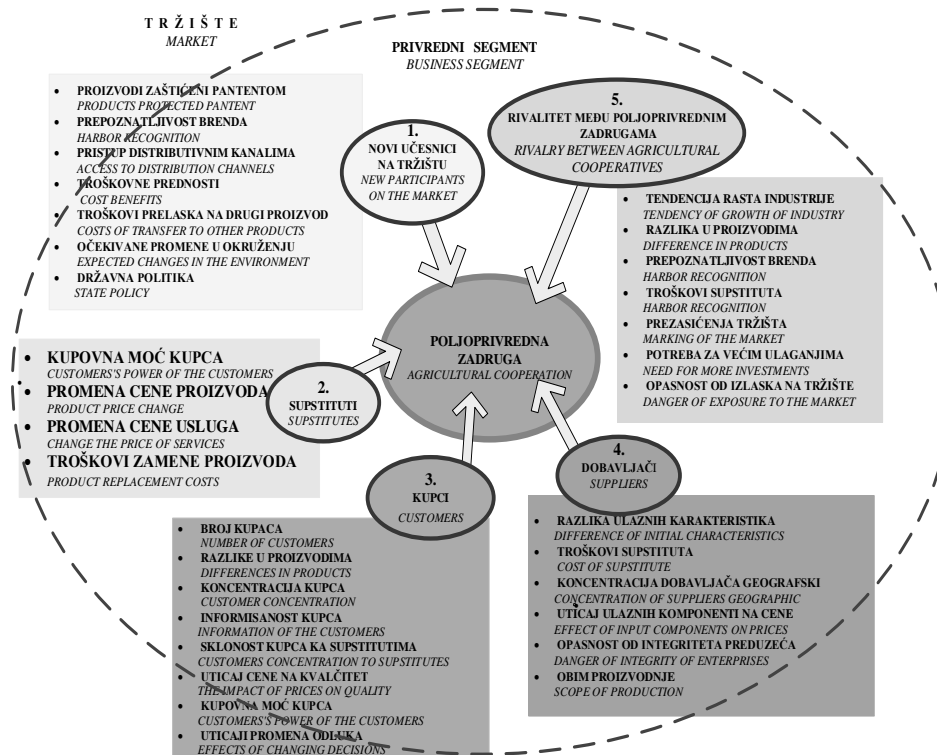 T R Ž I Š T E
MARKET
PRIVREDNI SEGMENT
BUSINESS SEGMENT
• PROIZVODI ZAŠTIĆENI PANTENTOM
PRODUCTS PROTECTED PANTENT
• PREPOZNATLJIVOST BRENDA
HARBOR RECOGNITION
• PRISTUP DISTRIBUTIVNIM KANALIMA
ACCESS TO DISTRIBUTION CHANNELS
• TROŠKOVNE PREDNOSTI
COST BENEFITS
• TROŠKOVI PRELASKA NA DRUGI PROIZVOD
COSTS OF TRANSFER TO OTHER PRODUCTS
• OČEKIVANE PROMENE U OKRUŽENJU
EXPECTED CHANGES IN THE ENVIRONMENT
• DRŽAVNA POLITIKA
STATE POLICY
1.
NOVI UČESNICI
NA TRŽIŠTU
NEW PARTICIPANTS
ON THE MARKET
5.
RIVALITET MEĐU POLJOPRIVREDNIM
ZADRUGAMA
RIVALRY BETWEEN AGRICULTURAL
COOPERATIVES
• TENDENCIJA RASTA INDUSTRIJE
TENDENCY OF GROWTH OF INDUSTRY
• RAZLIKA U PROIZVODIMA
DIFFERENCE IN PRODUCTS
• PREPOZNATLJIVOST BRENDA
HARBOR RECOGNITION
• TROŠKOVI SUPSTITUTA
HARBOR RECOGNITION
• PREZASIĆENJA TRŽIŠTA
MARKING OF THE MARKET
• POTREBA ZA VEĆIM ULAGANJIMA
NEED FOR MORE INVESTMENTS
• OPASNOST OD IZLASKA NA TRŽIŠTE
DANGER OF EXPOSURE TO THE MARKET
POLJOPRIVREDNA
ZADRUGA
AGRICULTURAL COOPERATION
• KUPOVNA MOĆ KUPCA
CUSTOMERS'S POWER OF THE CUSTOMERS
• PROMENA CENE PROIZVODA
PRODUCT PRICE CHANGE
• PROMENA CENE USLUGA
CHANGE THE PRICE OF SERVICES
• TROŠKOVI ZAMENE PROIZVODA
PRODUCT REPLACEMENT COSTS
2.
SUPSTITUTI
SUPSTITUTES
3.
KUPCI
CUSTOMERS
4.
DOBAVLJAČI
SUPPLIERS
• BROJ KUPACA
NUMBER OF CUSTOMERS
• RAZLIKE U PROIZVODIMA
DIFFERENCES IN PRODUCTS
• KONCENTRACIJA KUPCA
CUSTOMER CONCENTRATION
• INFORMISANOST KUPCA
INFORMATION OF THE CUSTOMERS
• SKLONOST KUPCA KA SUPSTITUTIMA
CUSTOMERS CONCENTRATION TO SUPSTITUTES
• UTICAJ CENE NA KVALČITET
THE IMPACT OF PRICES ON QUALITY
• KUPOVNA MOĆ KUPCA
CUSTOMERS'S POWER OF THE CUSTOMERS
• UTICAJI PROMENA ODLUKA
EFFECTS OF CHANGING DECISIONS
• RAZLIKA ULAZNIH KARAKTERISTIKA
DIFFERENCE OF INITIAL CHARACTERISTICS
• TROŠKOVI SUPSTITUTA
COST OF SUPSTITUTE
• KONCENTRACIJA DOBAVLJAČA GEOGRAFSKI
CONCENTRATION OF SUPPLIERS GEOGRAPHIC
• UTICAJ ULAZNIH KOMPONENTI NA CENE
EFFECT OF INPUT COMPONENTS ON PRICES
• OPASNOST OD INTEGRITETA PREDUZEĆA
DANGER OF INTEGRITY OF ENTERPRISES
• OBIM PROIZVODNJE
SCOPE OF PRODUCTION